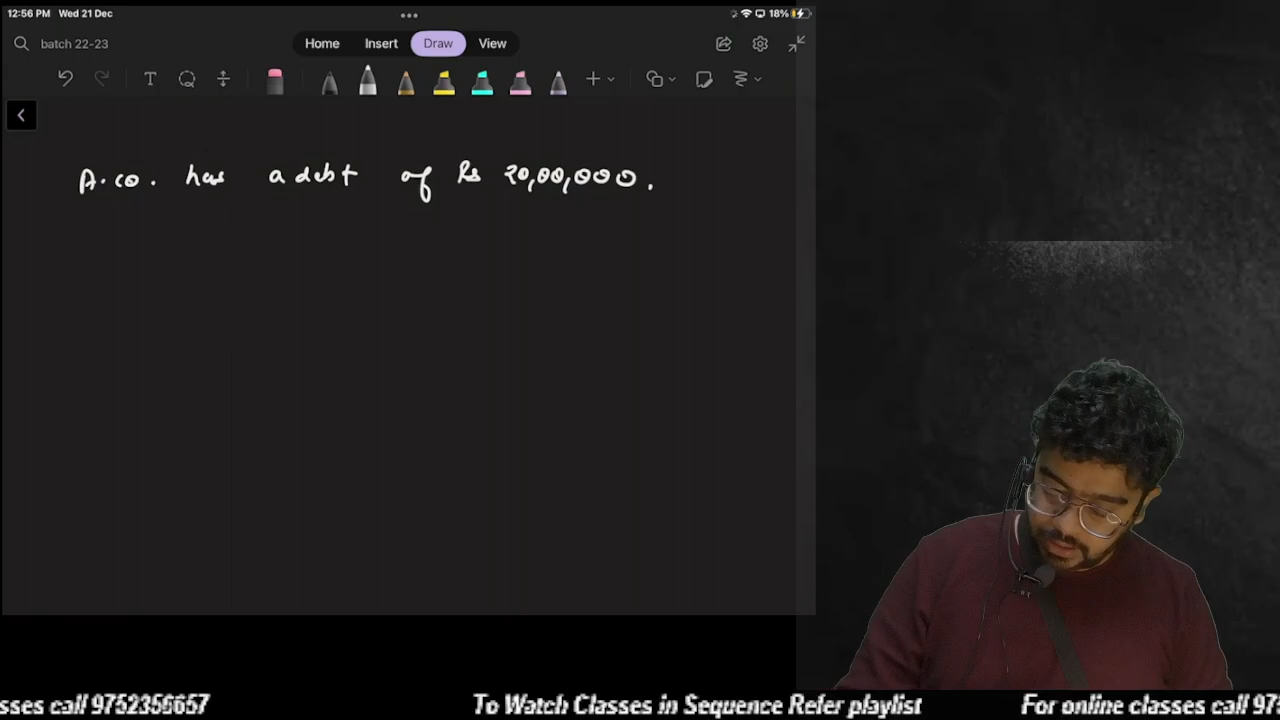 12:56 PM Wed 21 Dec
18%
batch 22-23
Home Insert Draw View
A. co. has a debt of Rs 20,00,000.
sses call 9752356657 To Watch Classes in Sequence Refer playlist For online classes call 97